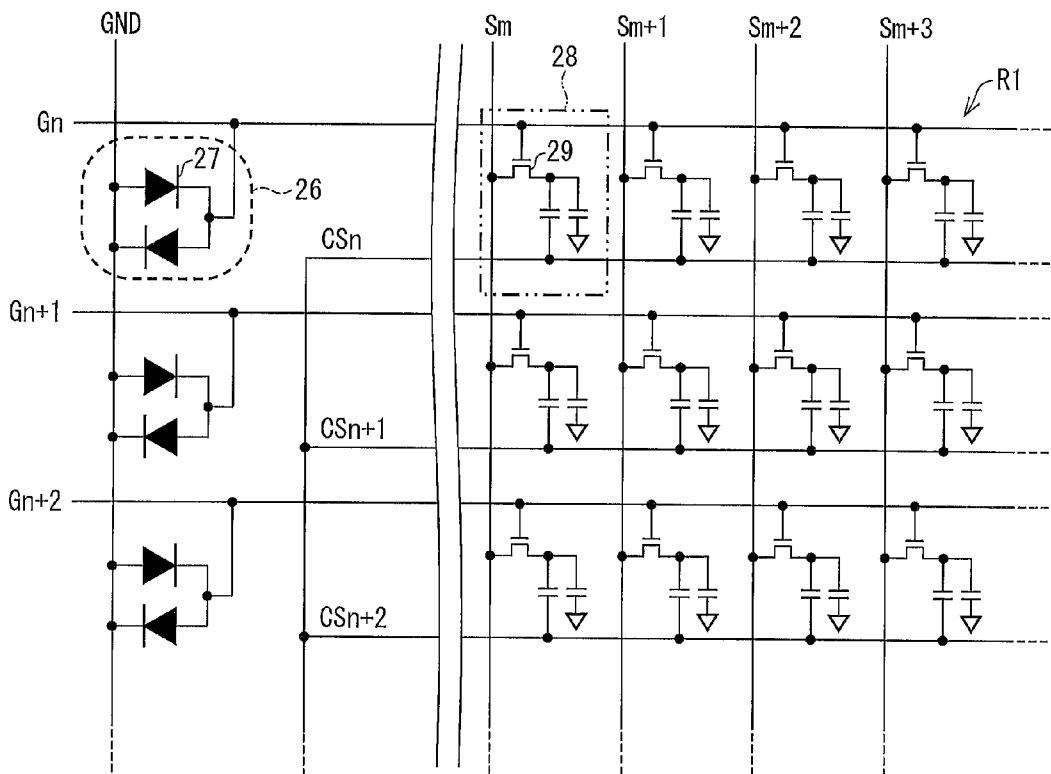 GND
Sm
Sm+1
Sm+2
Sm+3
28
R1
Gn
27
29
26
CSn
Gn+1
CSn+1
Gn+2
CSn+2